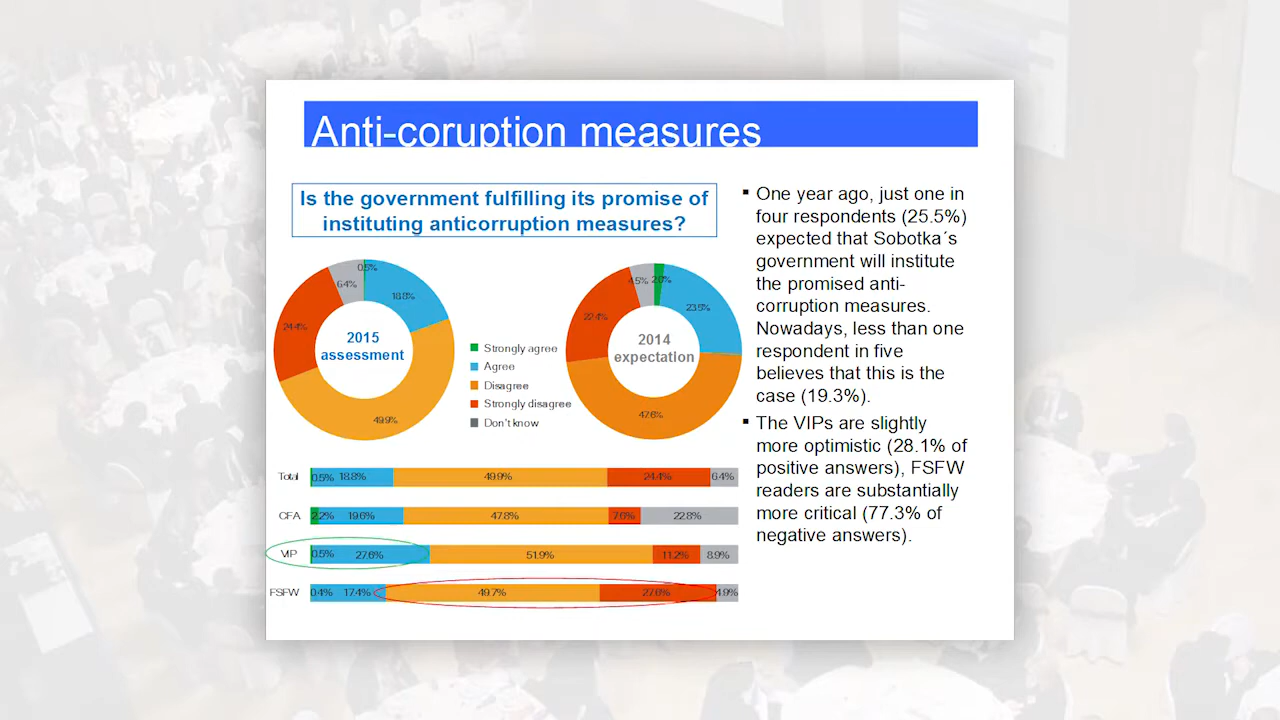 Anti-coruption measures
Is the government fulfilling its promise of
instituting anticorruption measures?
0.5%
18.8%
49.9%
24.4%
6.4%
2015
assessment
2.0%
23.5%
47.6%
22.4%
4.5%
2014
expectation
Strongly agree
Agree
Disagree
Strongly disagree
Don't know
Total 0.5% 18.8% 49.9% 24.4% 6.4%
CFA 2.2% 19.6% 47.8% 7.6% 22.8%
VIP 0.5% 27.6% 51.9% 11.2% 8.9%
FSFW 0.4% 17.4% 49.7% 27.6% 4.9%
▪ One year ago, just one in
four respondents (25.5%)
expected that Sobotka´s
government will institute
the promised anti-
corruption measures.
Nowadays, less than one
respondent in five
believes that this is the
case (19.3%).
▪ The VIPs are slightly
more optimistic (28.1% of
positive answers), FSFW
readers are substantially
more critical (77.3% of
negative answers).